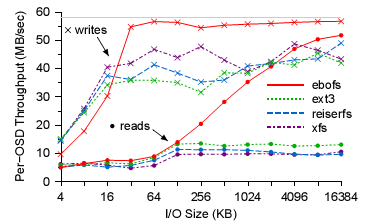 60
50
40
30
20
10
0
Per-OSD Throughput (MB/sec)
writes
reads
ebofs
ext3
reiserfs
xfs
4 16 64 256 1024 4096 16384
I/O Size (KB)